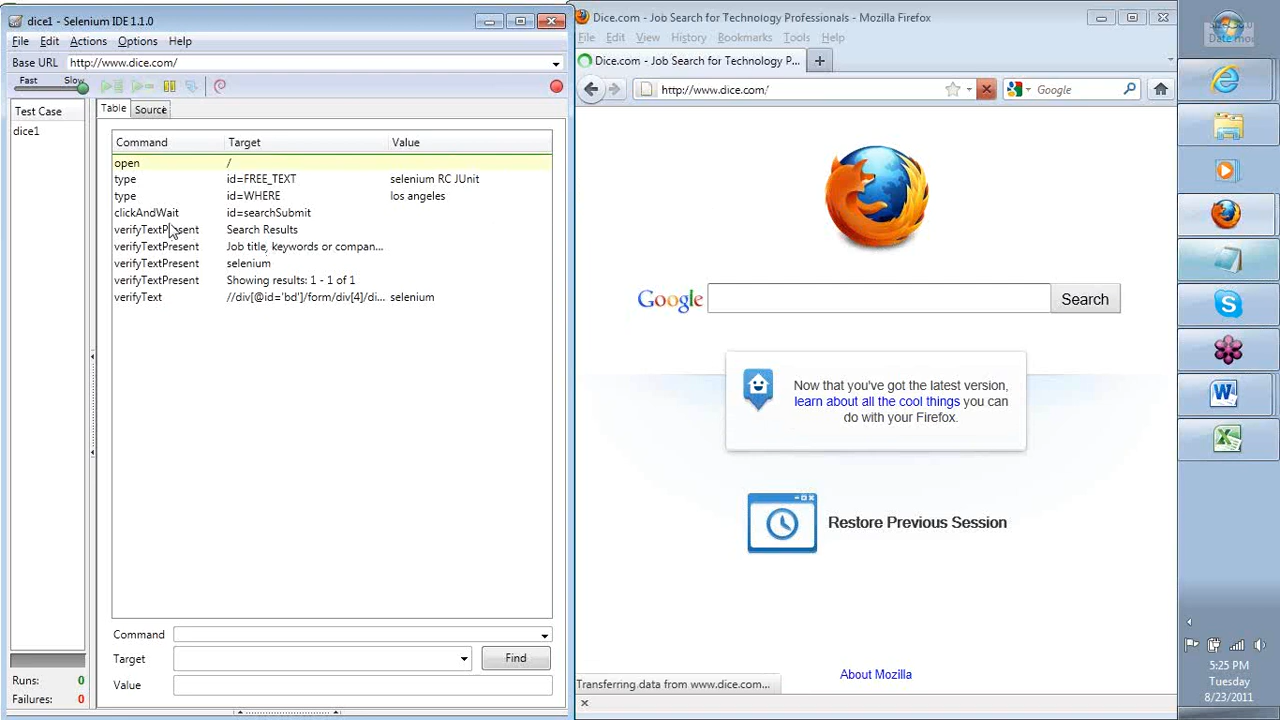 dice1 - Selenium IDE 1.1.0
File Edit Actions Options Help
Base URL http://www.dice.com/
Fast Slow
Test Case
dice1
Table Source
Command Target Value
open /
type id=FREE_TEXT selenium RC JUnit
type id=WHERE los angeles
clickAndWait id=searchSubmit
verifyTextPresent Search Results
verifyTextPresent Job title, keywords or compan...
verifyTextPresent selenium
verifyTextPresent Showing results: 1 - 1 of 1
verifyText //div[@id='bd']/form/div[4]/di... selenium
Command
Target Find
Value
Runs: 0
Failures: 0
Dice.com - Job Search for Technology Professionals - Mozilla Firefox
File Edit View History Bookmarks Tools Help
Dice.com - Job Search for Technology P...
http://www.dice.com/
Google
Google Search
Now that you've got the latest version,
learn about all the cool things you can
do with your Firefox.
Restore Previous Session
About Mozilla
Transferring data from www.dice.com...
5:25 PM
Tuesday
8/23/2011